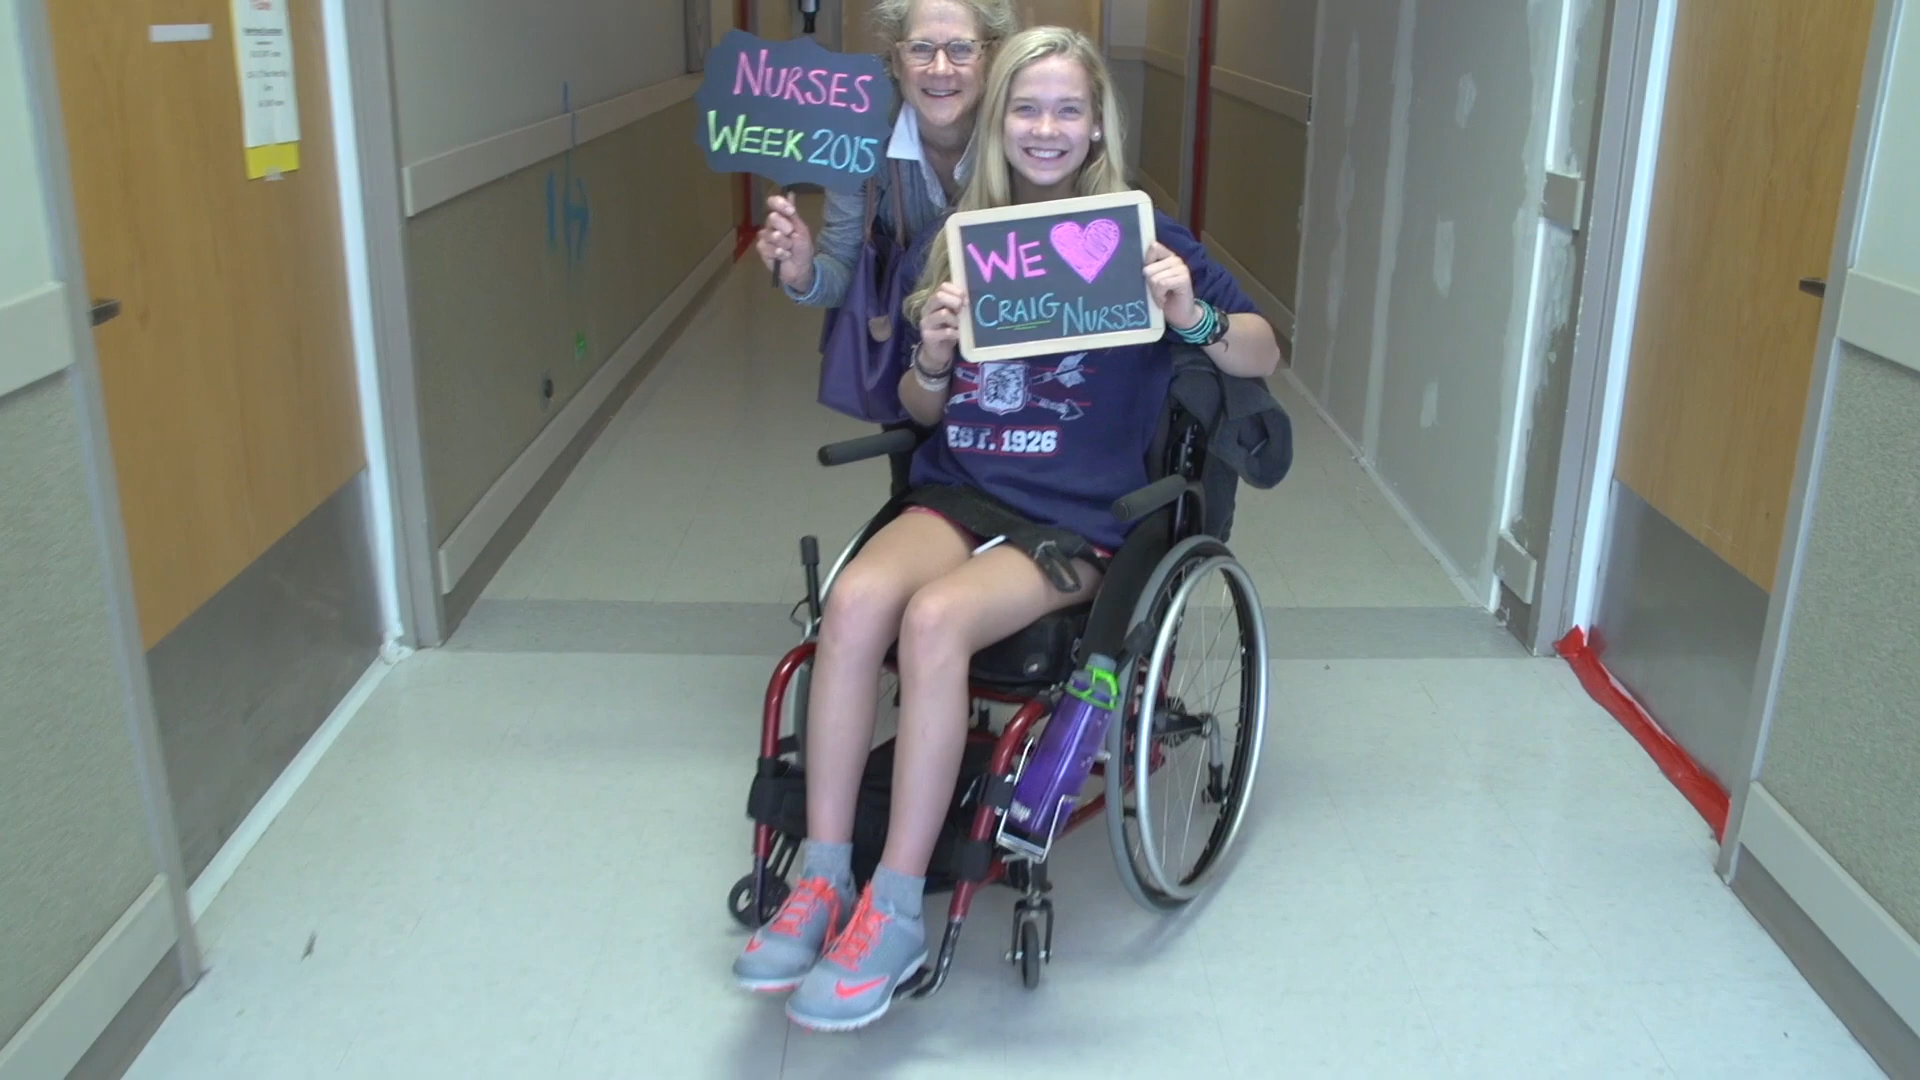 NURSES
WEEK 2015
WE
CRAIG NURSES
EST. 1926